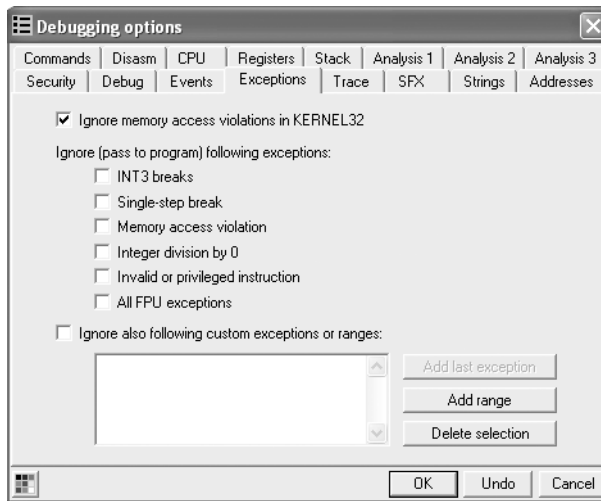 Debugging options
Commands Disasm CPU Registers Stack Analysis 1 Analysis 2 Analysis 3
Security Debug Events Exceptions Trace SFX Strings Addresses
Ignore memory access violations in KERNEL32
Ignore (pass to program) following exceptions:
INT3 breaks
Single-step break
Memory access violation
Integer division by 0
Invalid or privileged instruction
All FPU exceptions
Ignore also following custom exceptions or ranges:
Add last exception
Add range
Delete selection
OK Undo Cancel